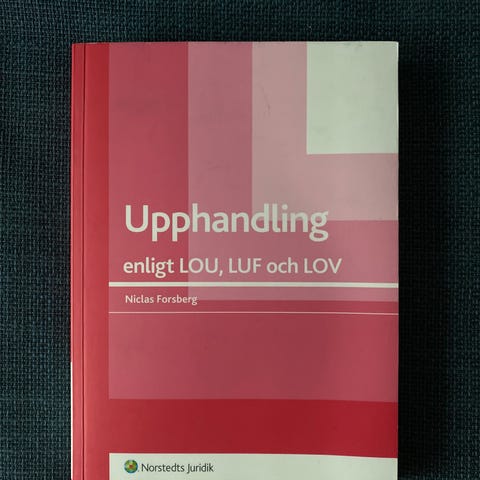 Upphandling
enligt LOU, LUF och LOV
Niclas Forsberg
Norstedts Juridik